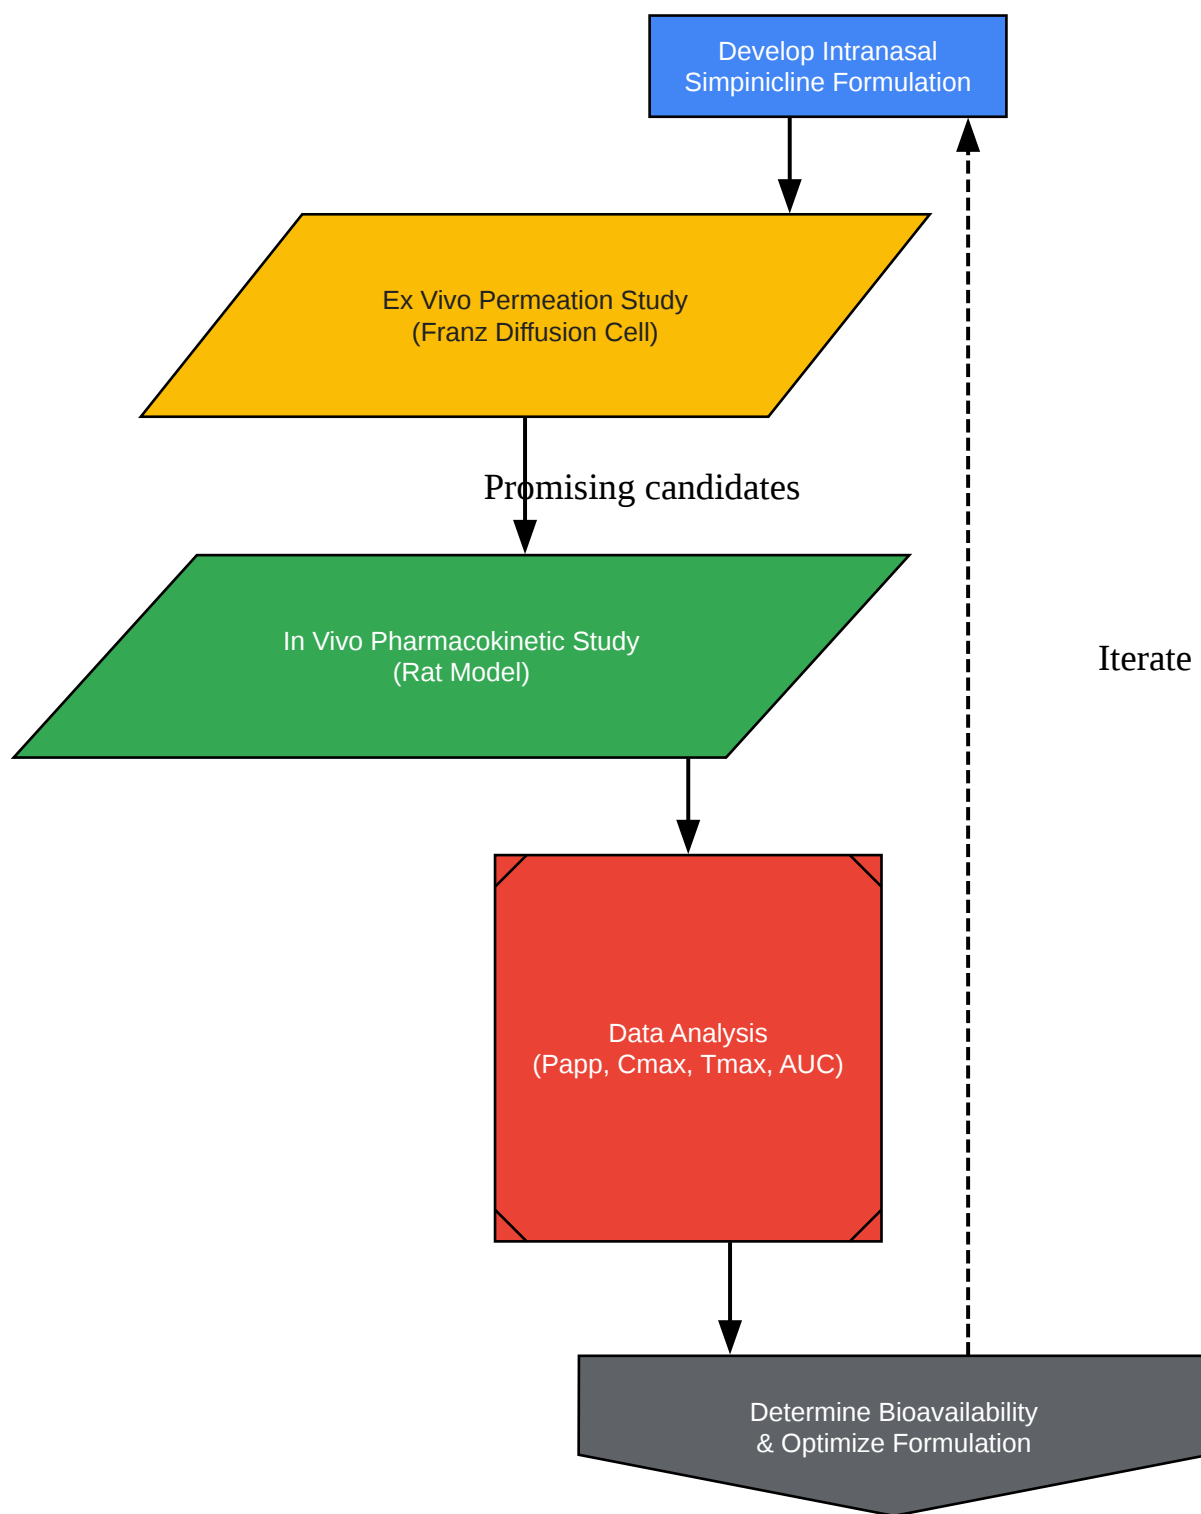 Develop Intranasal
Simpinicline Formulation
Ex Vivo Permeation Study
(Franz Diffusion Cell)
Promising candidates
In Vivo Pharmacokinetic Study
(Rat Model)
Iterate
Data Analysis
(Papp, Cmax, Tmax, AUC)
Determine Bioavailability
& Optimize Formulation